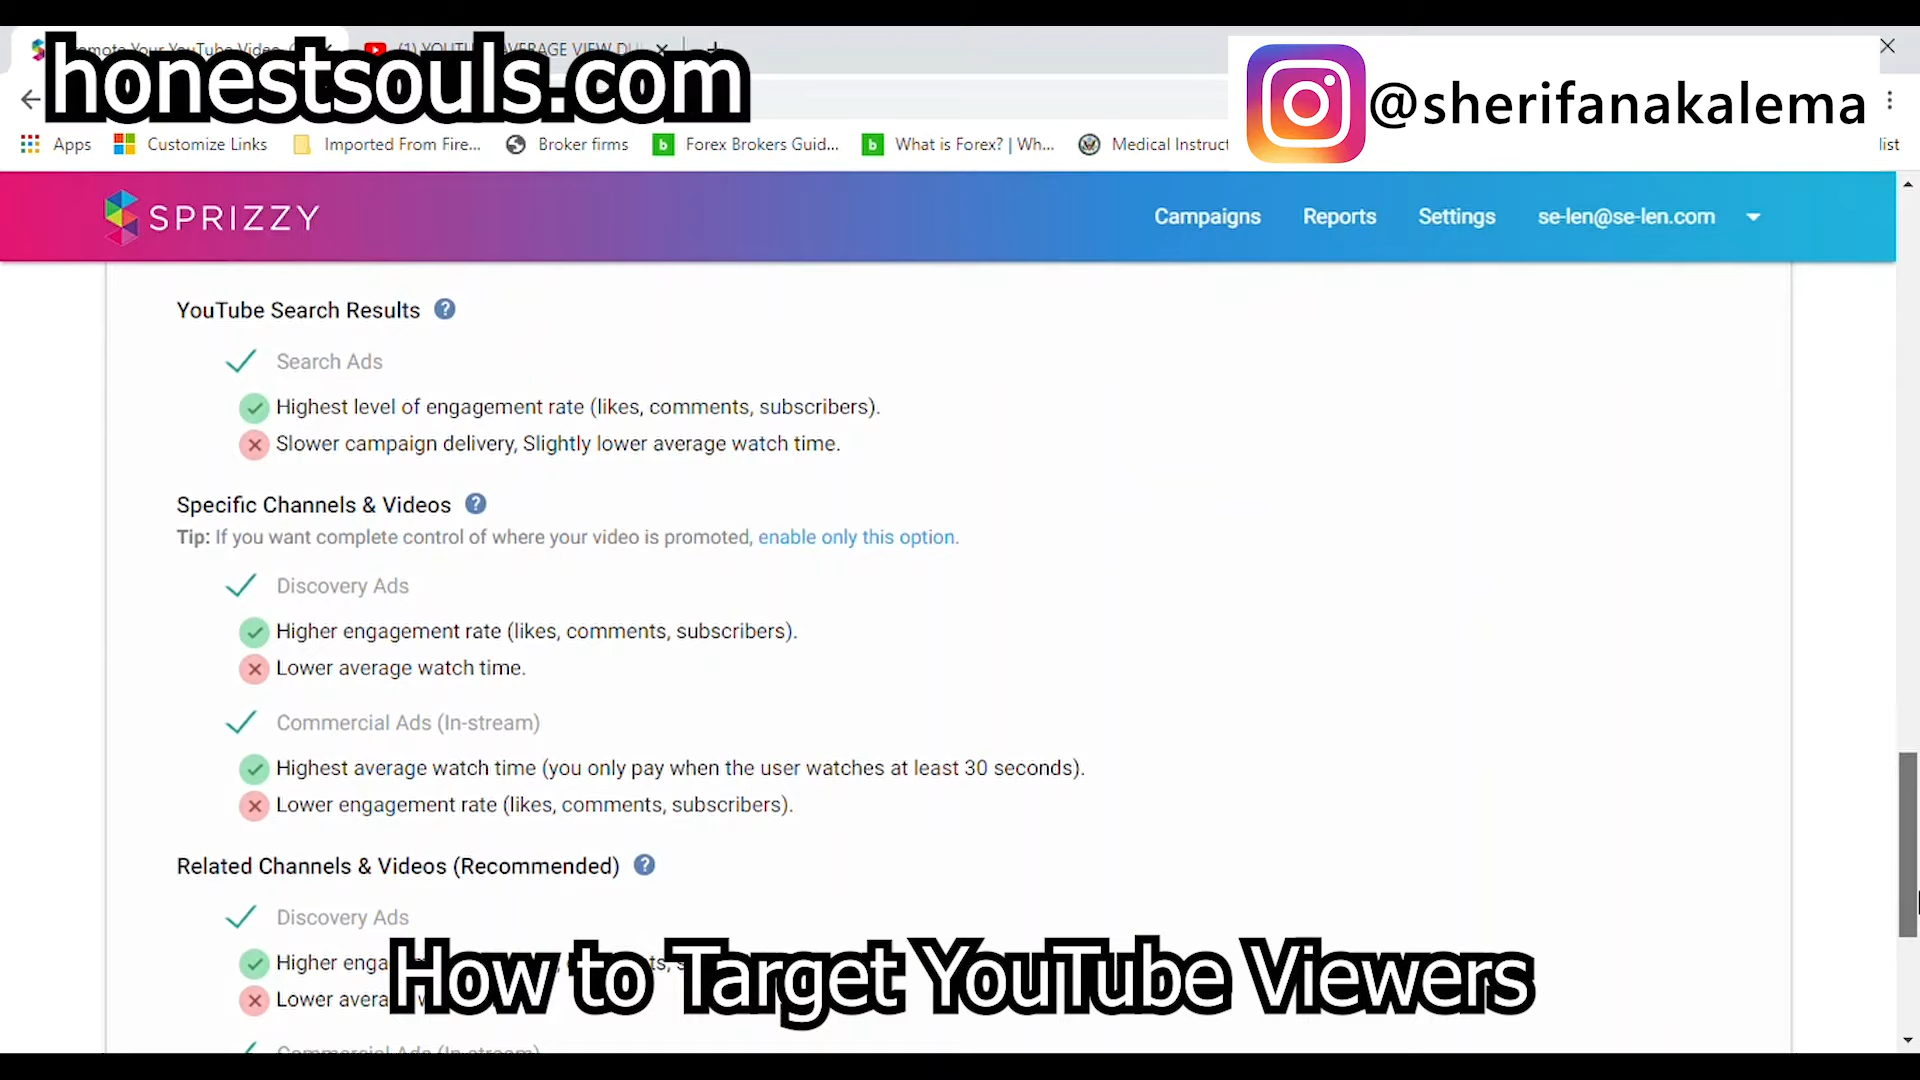 honestsouls.com
@sherifanakalema
Apps
Customize Links
Imported From Fire...
Broker firms
Forex Brokers Guid...
What is Forex? | Wh...
Medical Instruct
list
SPRIZZY
Campaigns
Reports
Settings
se-len@se-len.com
YouTube Search Results
Search Ads
Highest level of engagement rate (likes, comments, subscribers).
Slower campaign delivery, Slightly lower average watch time.
Specific Channels & Videos
Tip: If you want complete control of where your video is promoted, enable only this option.
Discovery Ads
Higher engagement rate (likes, comments, subscribers).
Lower average watch time.
Commercial Ads (In-stream)
Highest average watch time (you only pay when the user watches at least 30 seconds).
Lower engagement rate (likes, comments, subscribers).
Related Channels & Videos (Recommended)
Discovery Ads
Higher
Lower
How to Target YouTube Viewers